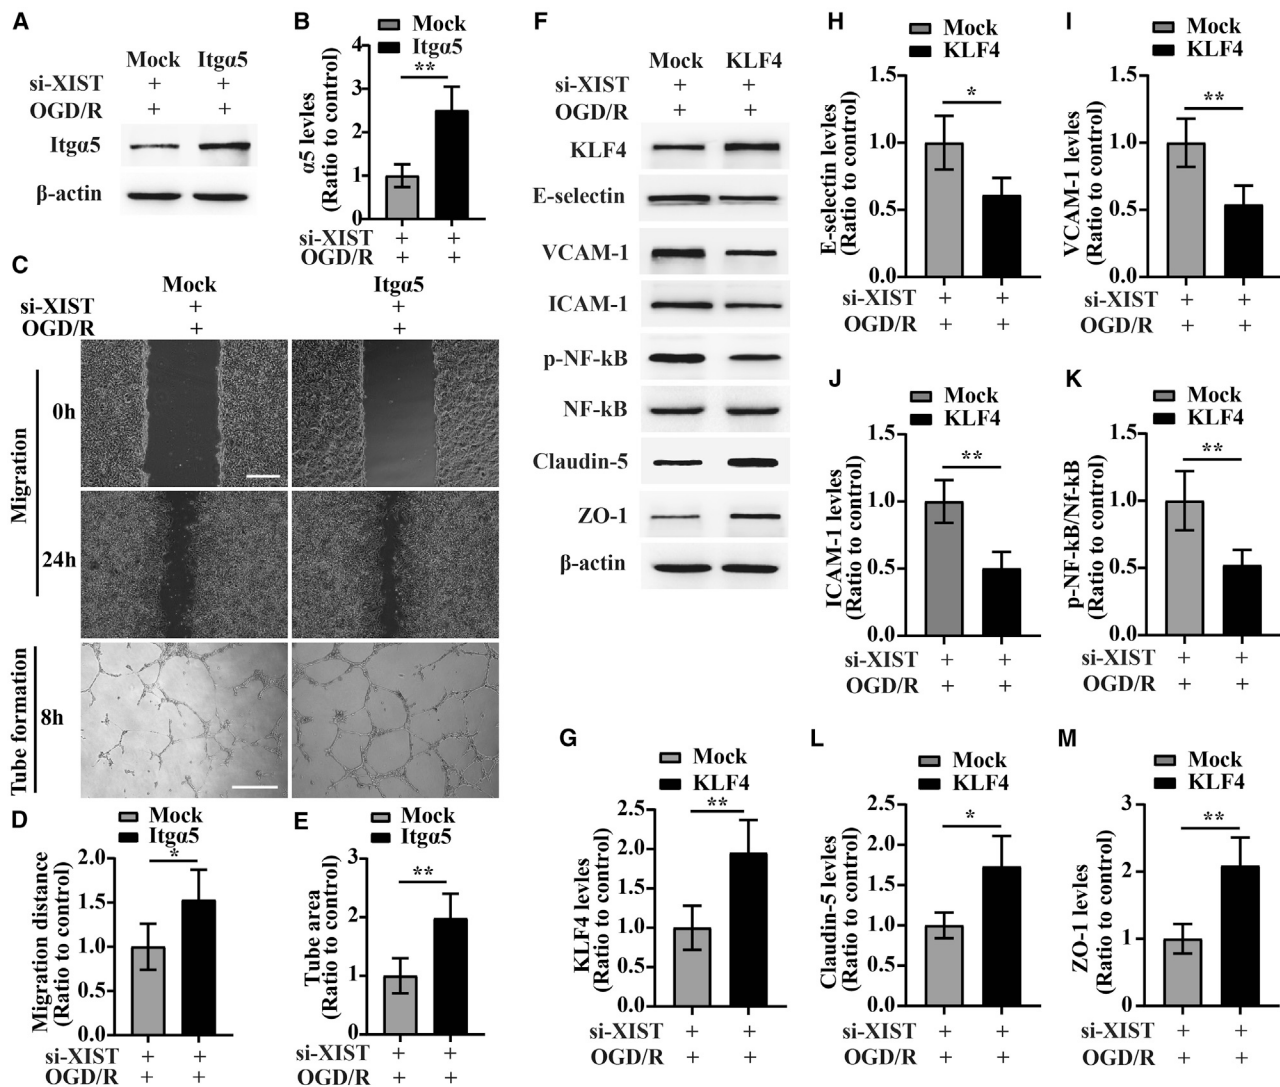 A
Mock Itgα5
si-XIST + +
OGD/R + +
Itgα5
β-actin
B
Mock
Itgα5
α5 levles
(Ratio to control)
4
3
2
1
0
**
si-XIST + +
OGD/R + +
C
Mock Itgα5
si-XIST + +
OGD/R + +
Migration
0h
24h
Tube formation
8h
D
Mock
Itgα5
Migration distance
(Ratio to control)
2.0
1.5
1.0
0.5
0.0
*
si-XIST + +
OGD/R + +
E
Mock
Itgα5
Tube area
(Ratio to control)
3
2
1
0
**
si-XIST + +
OGD/R + +
F
Mock KLF4
si-XIST + +
OGD/R + +
KLF4
E-selectin
VCAM-1
ICAM-1
p-NF-kB
NF-kB
Claudin-5
ZO-1
β-actin
G
Mock
KLF4
KLF4 levles
(Ratio to control)
2.5
2.0
1.5
1.0
0.5
0.0
**
si-XIST + +
OGD/R + +
H
Mock
KLF4
E-selectin levles
(Ratio to control)
1.5
1.0
0.5
0.0
*
si-XIST + +
OGD/R + +
I
Mock
KLF4
VCAM-1 levles
(Ratio to control)
1.5
1.0
0.5
0.0
**
si-XIST + +
OGD/R + +
J
Mock
KLF4
ICAM-1 levles
(Ratio to control)
1.5
1.0
0.5
0.0
**
si-XIST + +
OGD/R + +
K
Mock
KLF4
p-NF-kB/Nf-kB
(Ratio to control)
1.5
1.0
0.5
0.0
**
si-XIST + +
OGD/R + +
L
Mock
KLF4
Claudin-5 levles
(Ratio to control)
2.5
2.0
1.5
1.0
0.5
0.0
*
si-XIST + +
OGD/R + +
M
Mock
KLF4
ZO-1 levles
(Ratio to control)
3
2
1
0
**
si-XIST + +
OGD/R + +